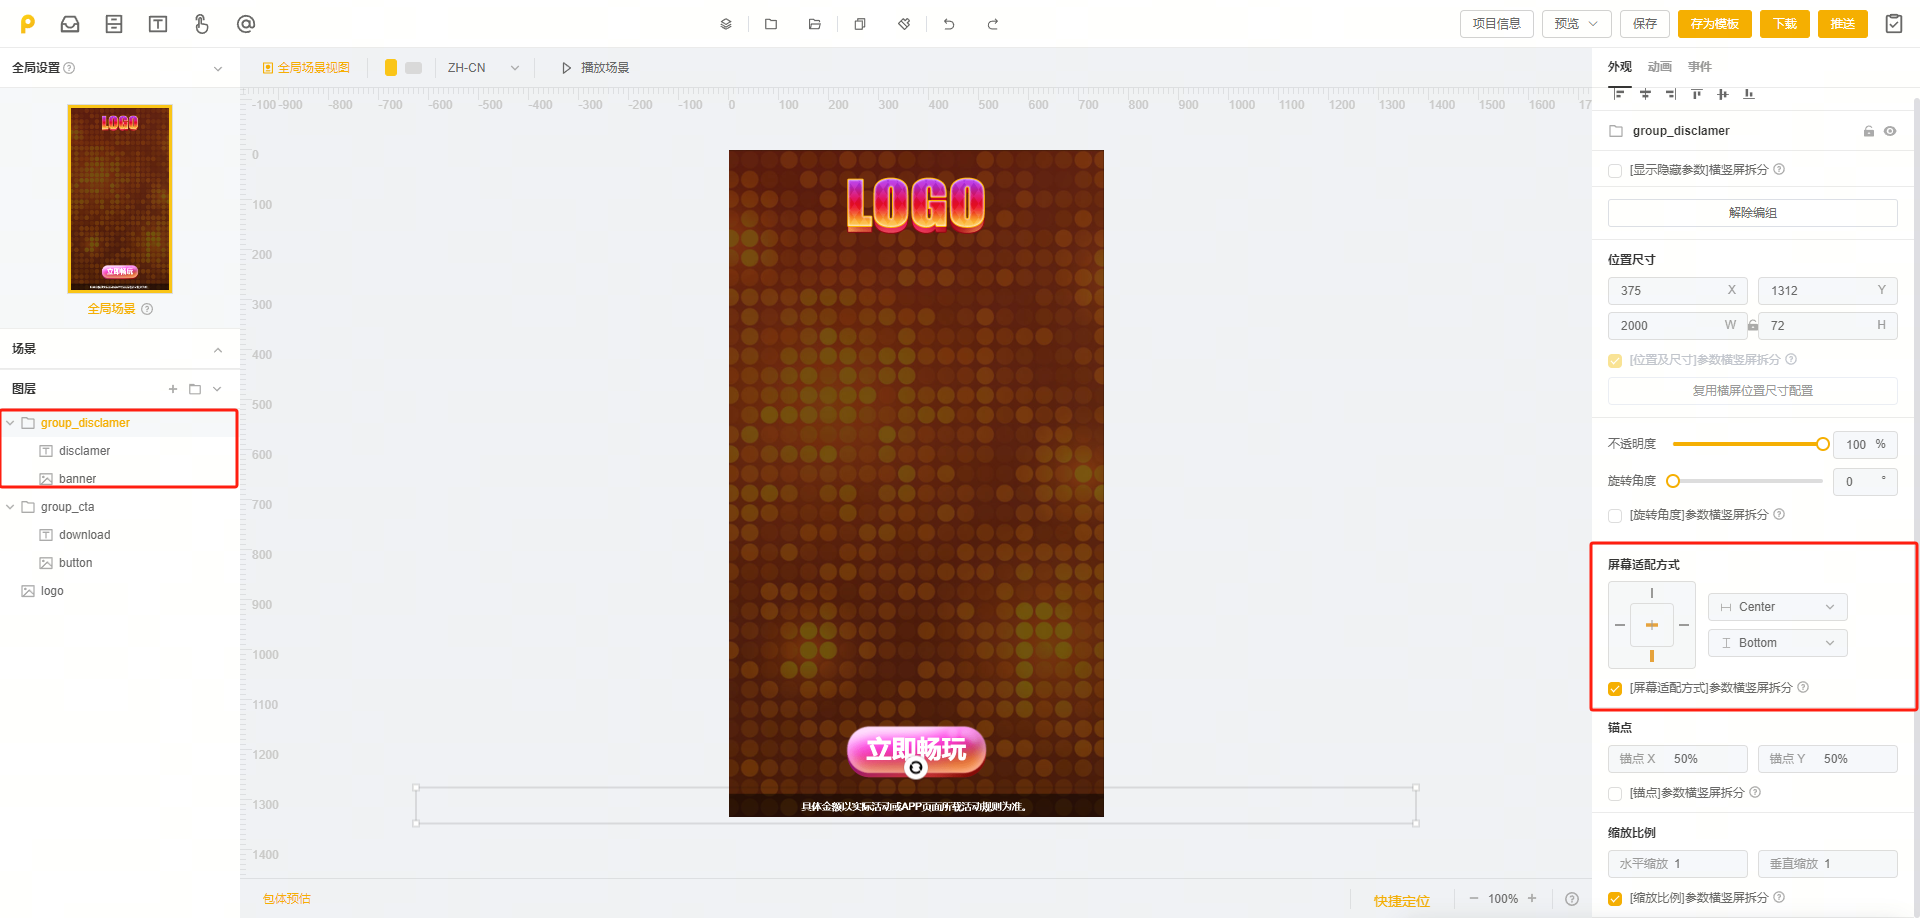 项目信息
预览
保存
存为模板
下载
推送
全局设置
全局场景视图
ZH-CN
播放场景
外观 动画 事件
-100 -900 -800 -700 -600 -500 -400 -300 -200 -100 0 100 200 300 400 500 600 700 800 900 1000 1100 1200 1300 1400 1500 1600 17
LOGO
立即畅玩
全局场景
场景
图层
group_disclamer
disclamer
banner
group_cta
download
button
logo
0
100
200
300
400
500
600
700
800
900
1000
1100
1200
1300
1400
LOGO
立即畅玩
具体金额以实际活动或APP页面所载活动规则为准。
包体预估
快捷定位
100%
group_disclamer
[显示隐藏参数]横竖屏拆分
解除编组
位置尺寸
375 X 1312 Y
2000 W 72 H
[位置及尺寸]参数横竖屏拆分
复用横屏位置尺寸配置
不透明度 100 %
旋转角度 0 °
[旋转角度]参数横竖屏拆分
屏幕适配方式
Center
Bottom
[屏幕适配方式]参数横竖屏拆分
锚点
锚点 X 50% 锚点 Y 50%
[锚点]参数横竖屏拆分
缩放比例
水平缩放 1 垂直缩放 1
[缩放比例]参数横竖屏拆分